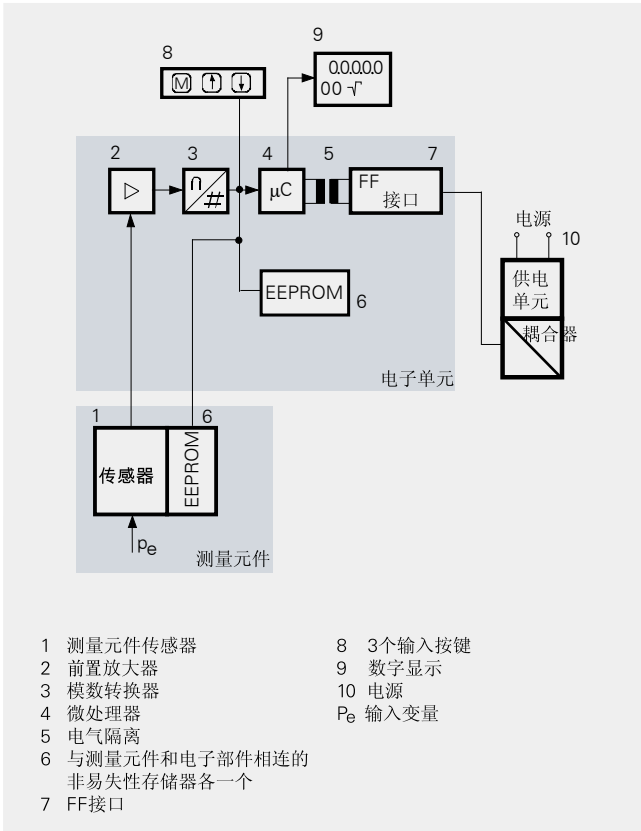 9
8
0.0.0.0.0
00
M
2
3
4
5
7
∩
#
μC
FF
接口
电源
10
供电
单元
耦合器
EEPROM
6
电子单元
1
6
传感器
EEPROM
pe
测量元件
1 测量元件传感器
2 前置放大器
3 模数转换器
4 微处理器
5 电气隔离
6 与测量元件和电子部件相连的
非易失性存储器各一个
7 FF接口
8 3个输入按键
9 数字显示
10 电源
Pe 输入变量